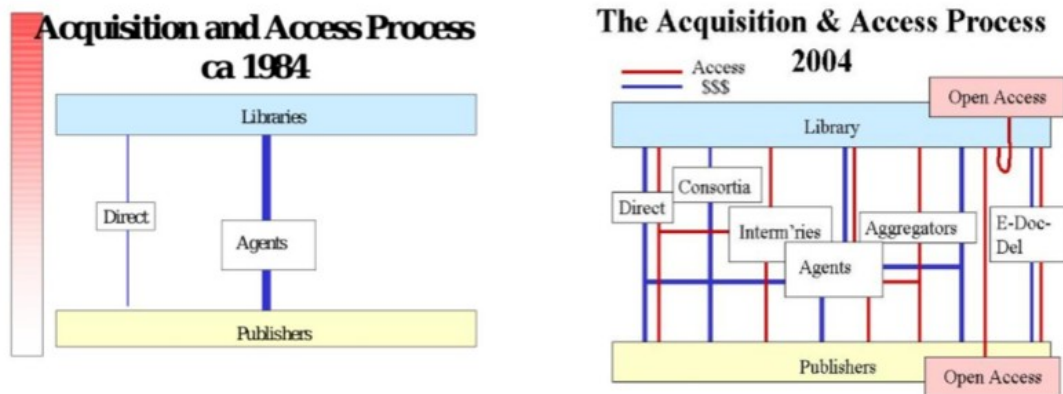 Acquisition and Access Process
ca 1984
Libraries
Direct
Agents
Publishers
The Acquisition & Access Process
2004
Access
$$$
Open Access
Library
Consortia
Direct
Interm`ries
Aggregators
E-Doc-
Del
Agents
Publishers
Open Access